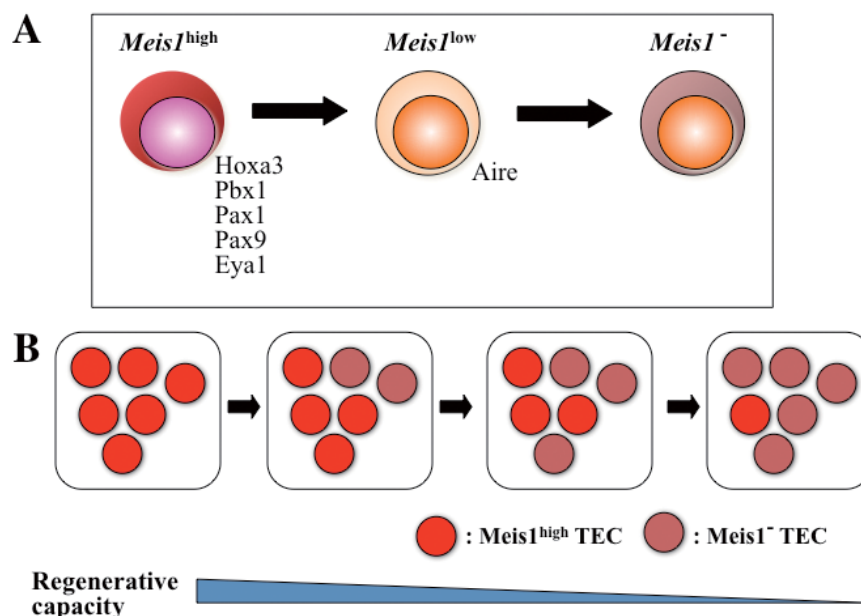 A
Meis1high Meis1low Meis1-
Hoxa3
Pbx1
Pax1
Pax9
Eya1
Aire
B
: Meis1high TEC : Meis1- TEC
Regenerative
capacity